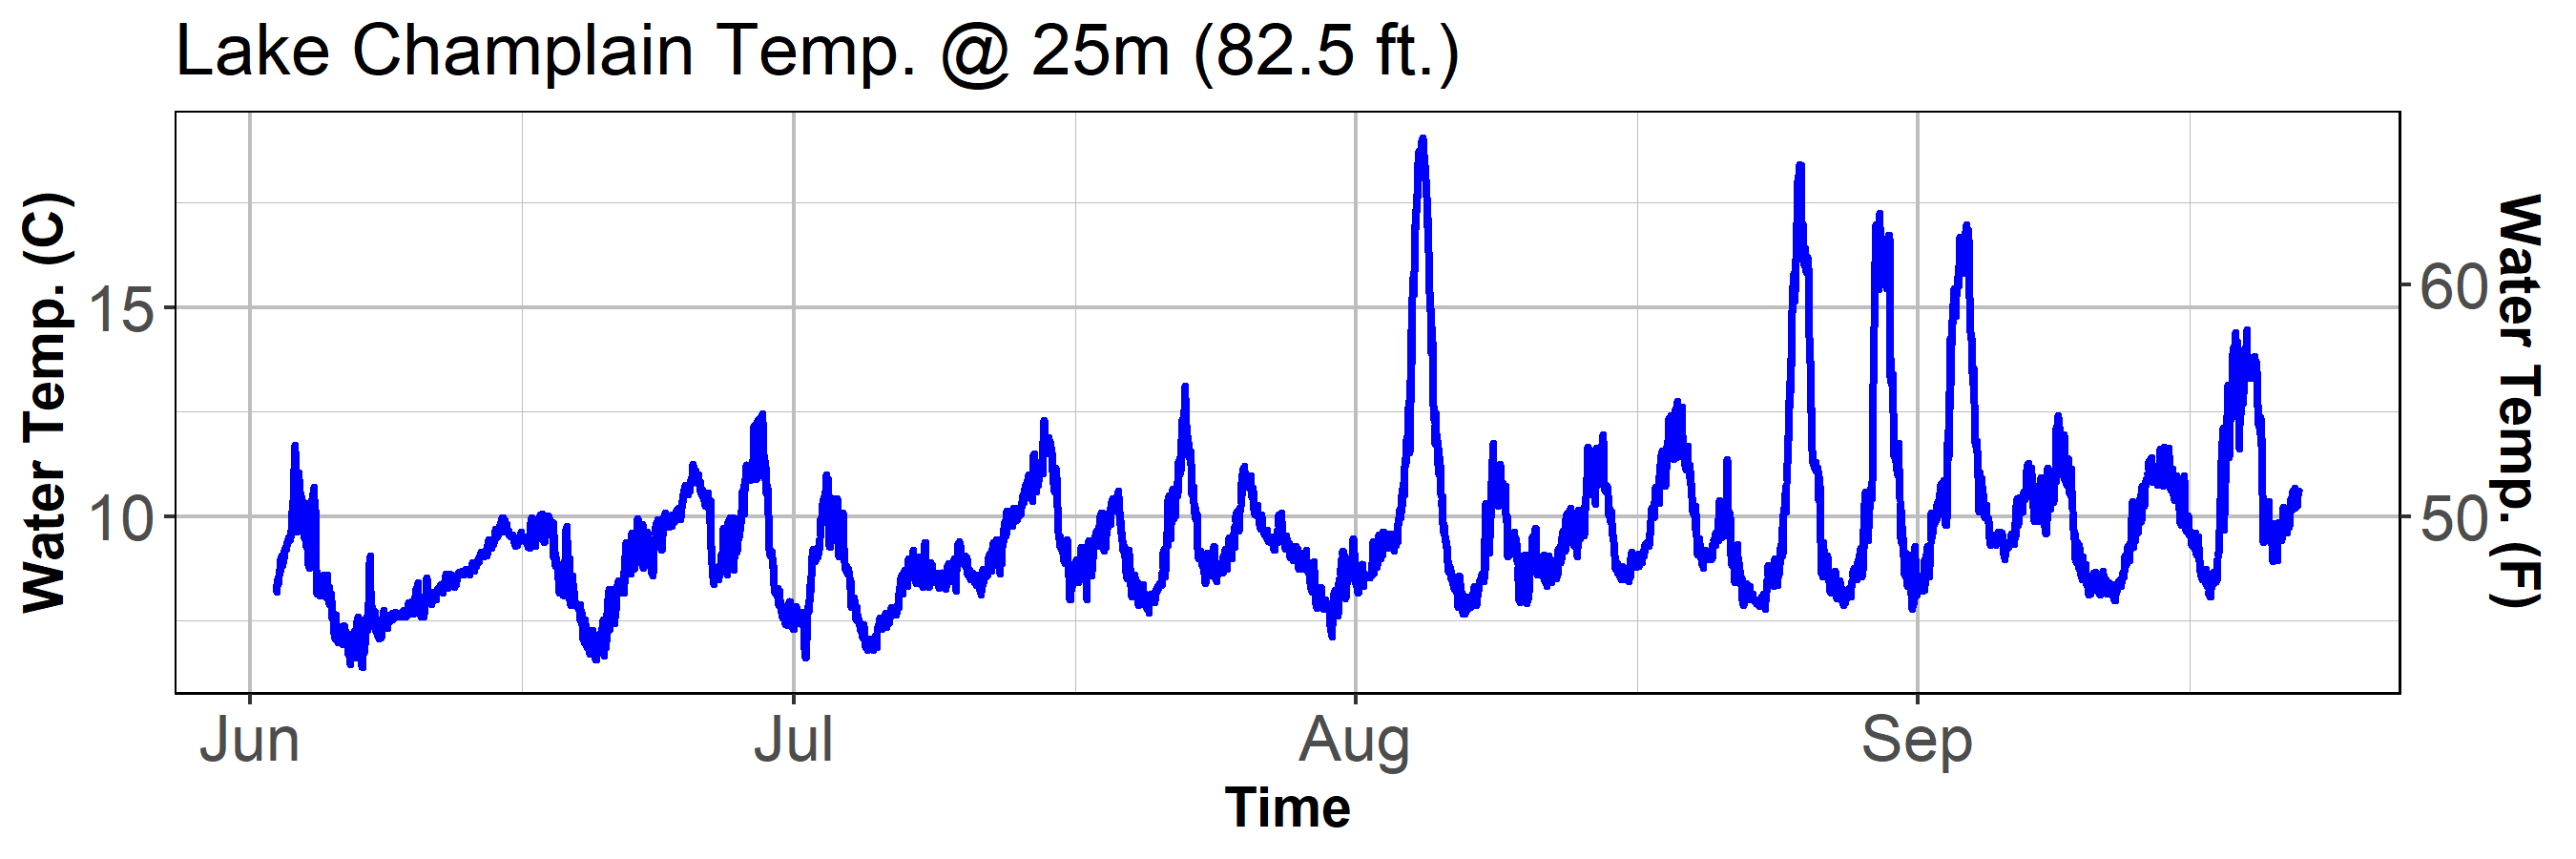 Lake Champlain Temp. @ 25m (82.5 ft.)
Water Temp. (C)
15
10
60
50
Water Temp. (F)
Jun Jul Aug Sep
Time